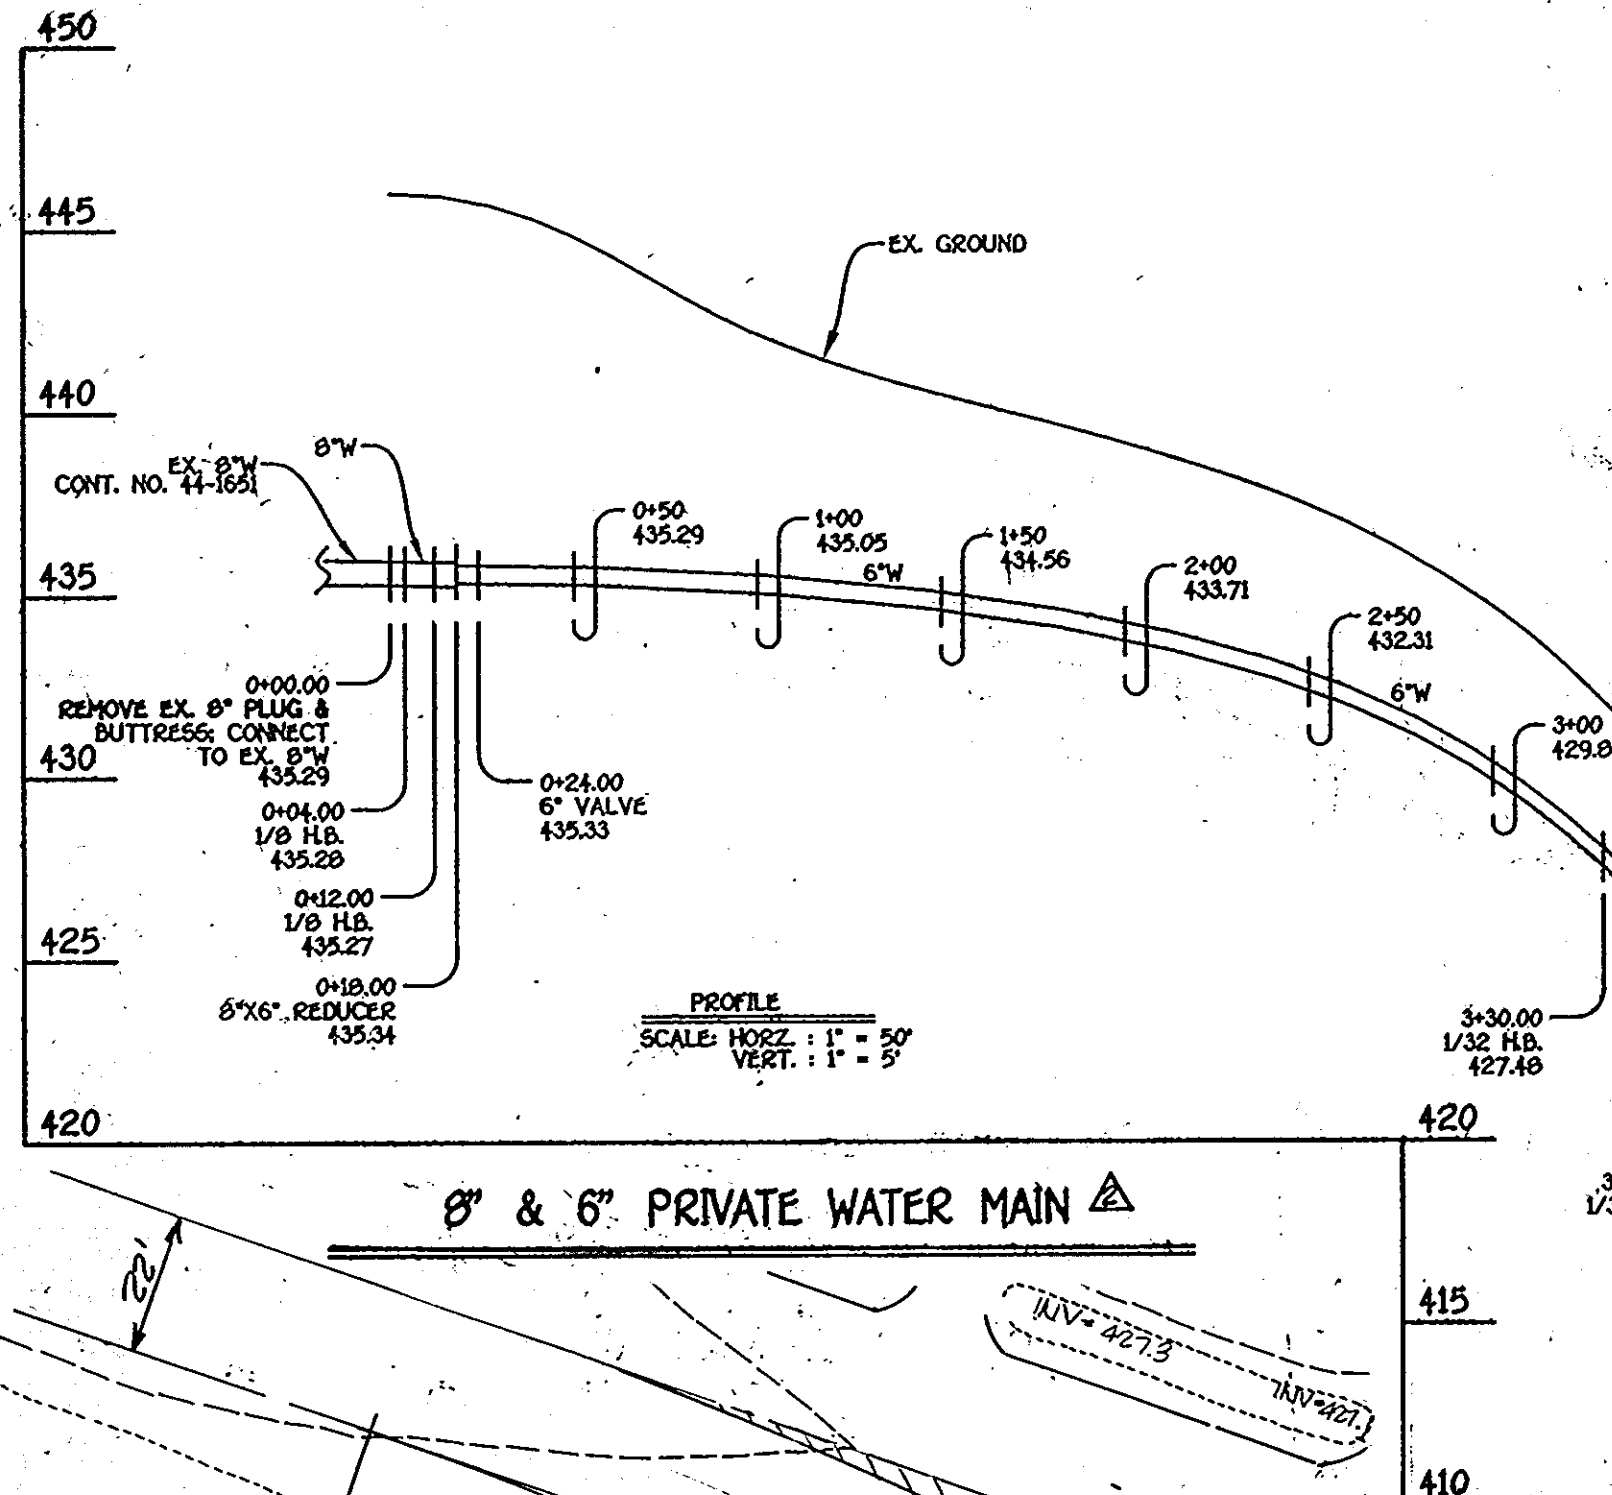 450
445
440
435
430
425
420
EX. GROUND
8"W
EX. 8"W
CONT. NO. 44-1651
0+50
435.29
1+00
435.05
6"W
1+50
434.56
2+00
433.71
2+50
432.31
6"W
3+00
429.8
0+00.00
REMOVE EX. 8" PLUG &
BUTTRESS; CONNECT
TO EX. 8"W
435.29
0+04.00
1/8 H.B.
435.28
0+12.00
1/8 H.B.
435.27
0+18.00
8"X6" REDUCER
435.34
0+24.00
6" VALVE
435.33
3+30.00
1/32 H.B.
427.48
PROFILE
SCALE: HORZ. : 1" = 50'
VERT. : 1" = 5'
420
8" & 6" PRIVATE WATER MAIN 2
22'
INV= 427.3
INV=427.
415
410